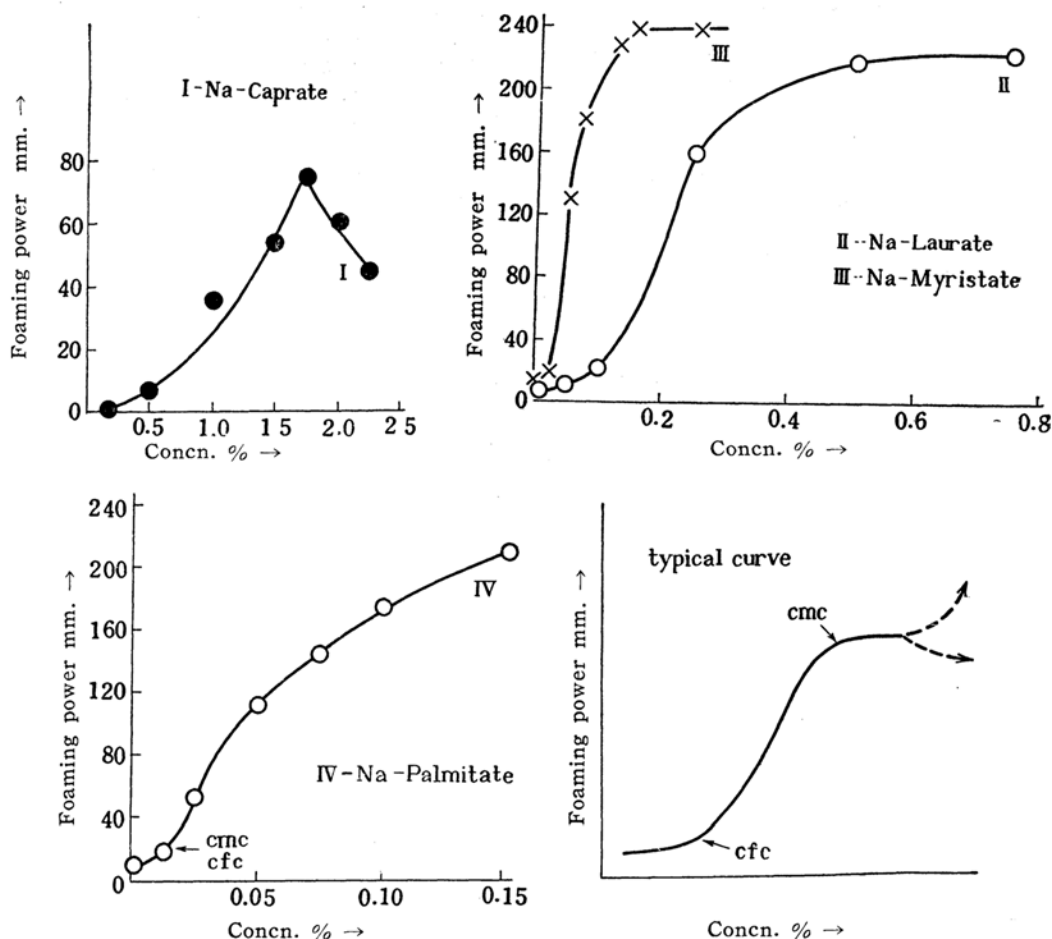 I-Na-Caprate
Foaming power mm. →
80
60
40
20
0
I
0.5 1.0 1.5 2.0 2 5
Concn. % →
240
200
160
120
80
40
0
Foaming power mm. →
III
II
II··Na-Laurate
III··Na-Myristate
0.2 0.4 0.6 0.8
Concn. % →
240
200
160
120
80
40
0
Foaming power mm. →
IV
IV-Na-Palmitate
cmc
cfc
0.05 0.10 0.15
Concn. % →
typical curve
Foaming power mm. →
cmc
cfc
Concn. % →